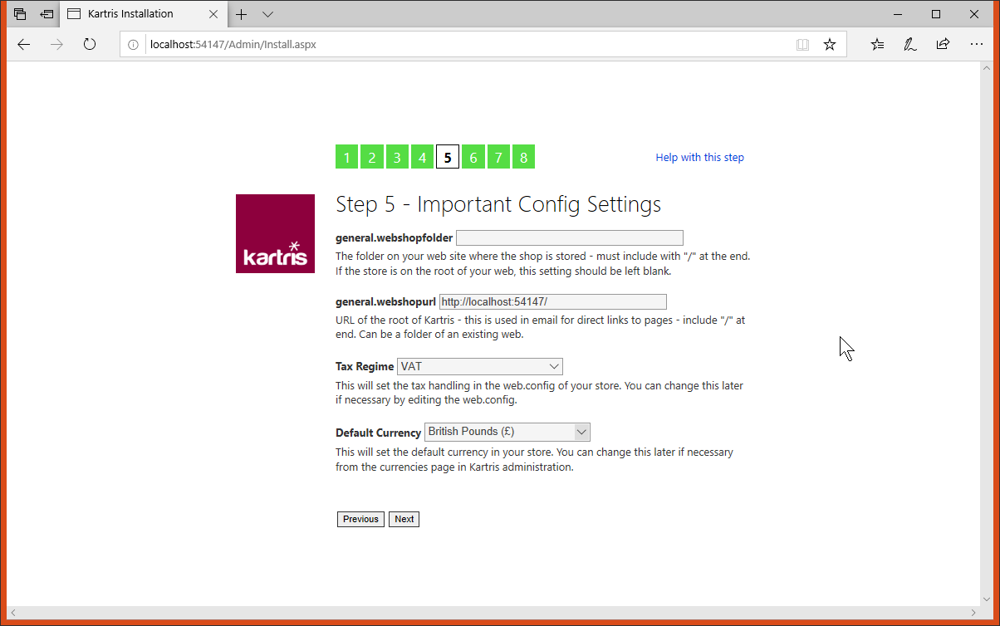 Kartris Installation
localhost:54147/Admin/Install.aspx
1 2 3 4 5 6 7 8
Help with this step
kartris
Step 5 - Important Config Settings
general.webshopfolder
The folder on your web site where the shop is stored - must include with "/" at the end.
If the store is on the root of your web, this setting should be left blank.
general.webshopurl http://localhost:54147/
URL of the root of Kartris - this is used in email for direct links to pages - include "/" at
end. Can be a folder of an existing web.
Tax Regime VAT
This will set the tax handling in the web.config of your store. You can change this later
if necessary by editing the web.config.
Default Currency British Pounds (£)
This will set the default currency in your store. You can change this later if necessary
from the currencies page in Kartris administration.
Previous Next